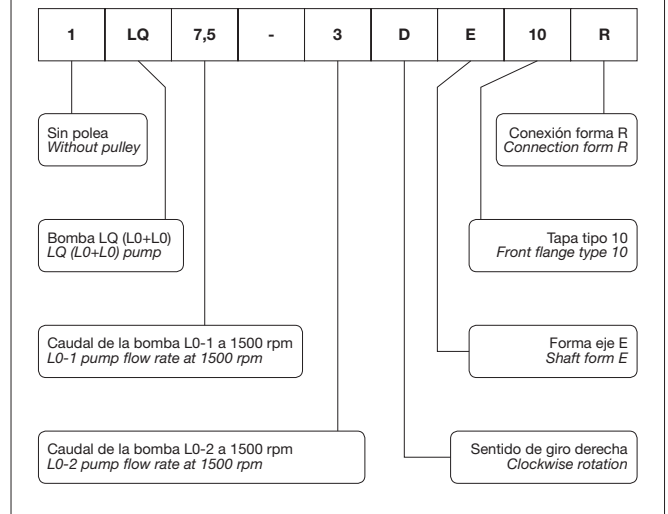 1 LQ 7,5 - 3 D E 10 R
Sin polea
Without pulley
Conexión forma R
Connection form R
Bomba LQ (L0+L0)
LQ (L0+L0) pump
Tapa tipo 10
Front flange type 10
Caudal de la bomba L0-1 a 1500 rpm
L0-1 pump flow rate at 1500 rpm
Forma eje E
Shaft form E
Caudal de la bomba L0-2 a 1500 rpm
L0-2 pump flow rate at 1500 rpm
Sentido de giro derecha
Clockwise rotation